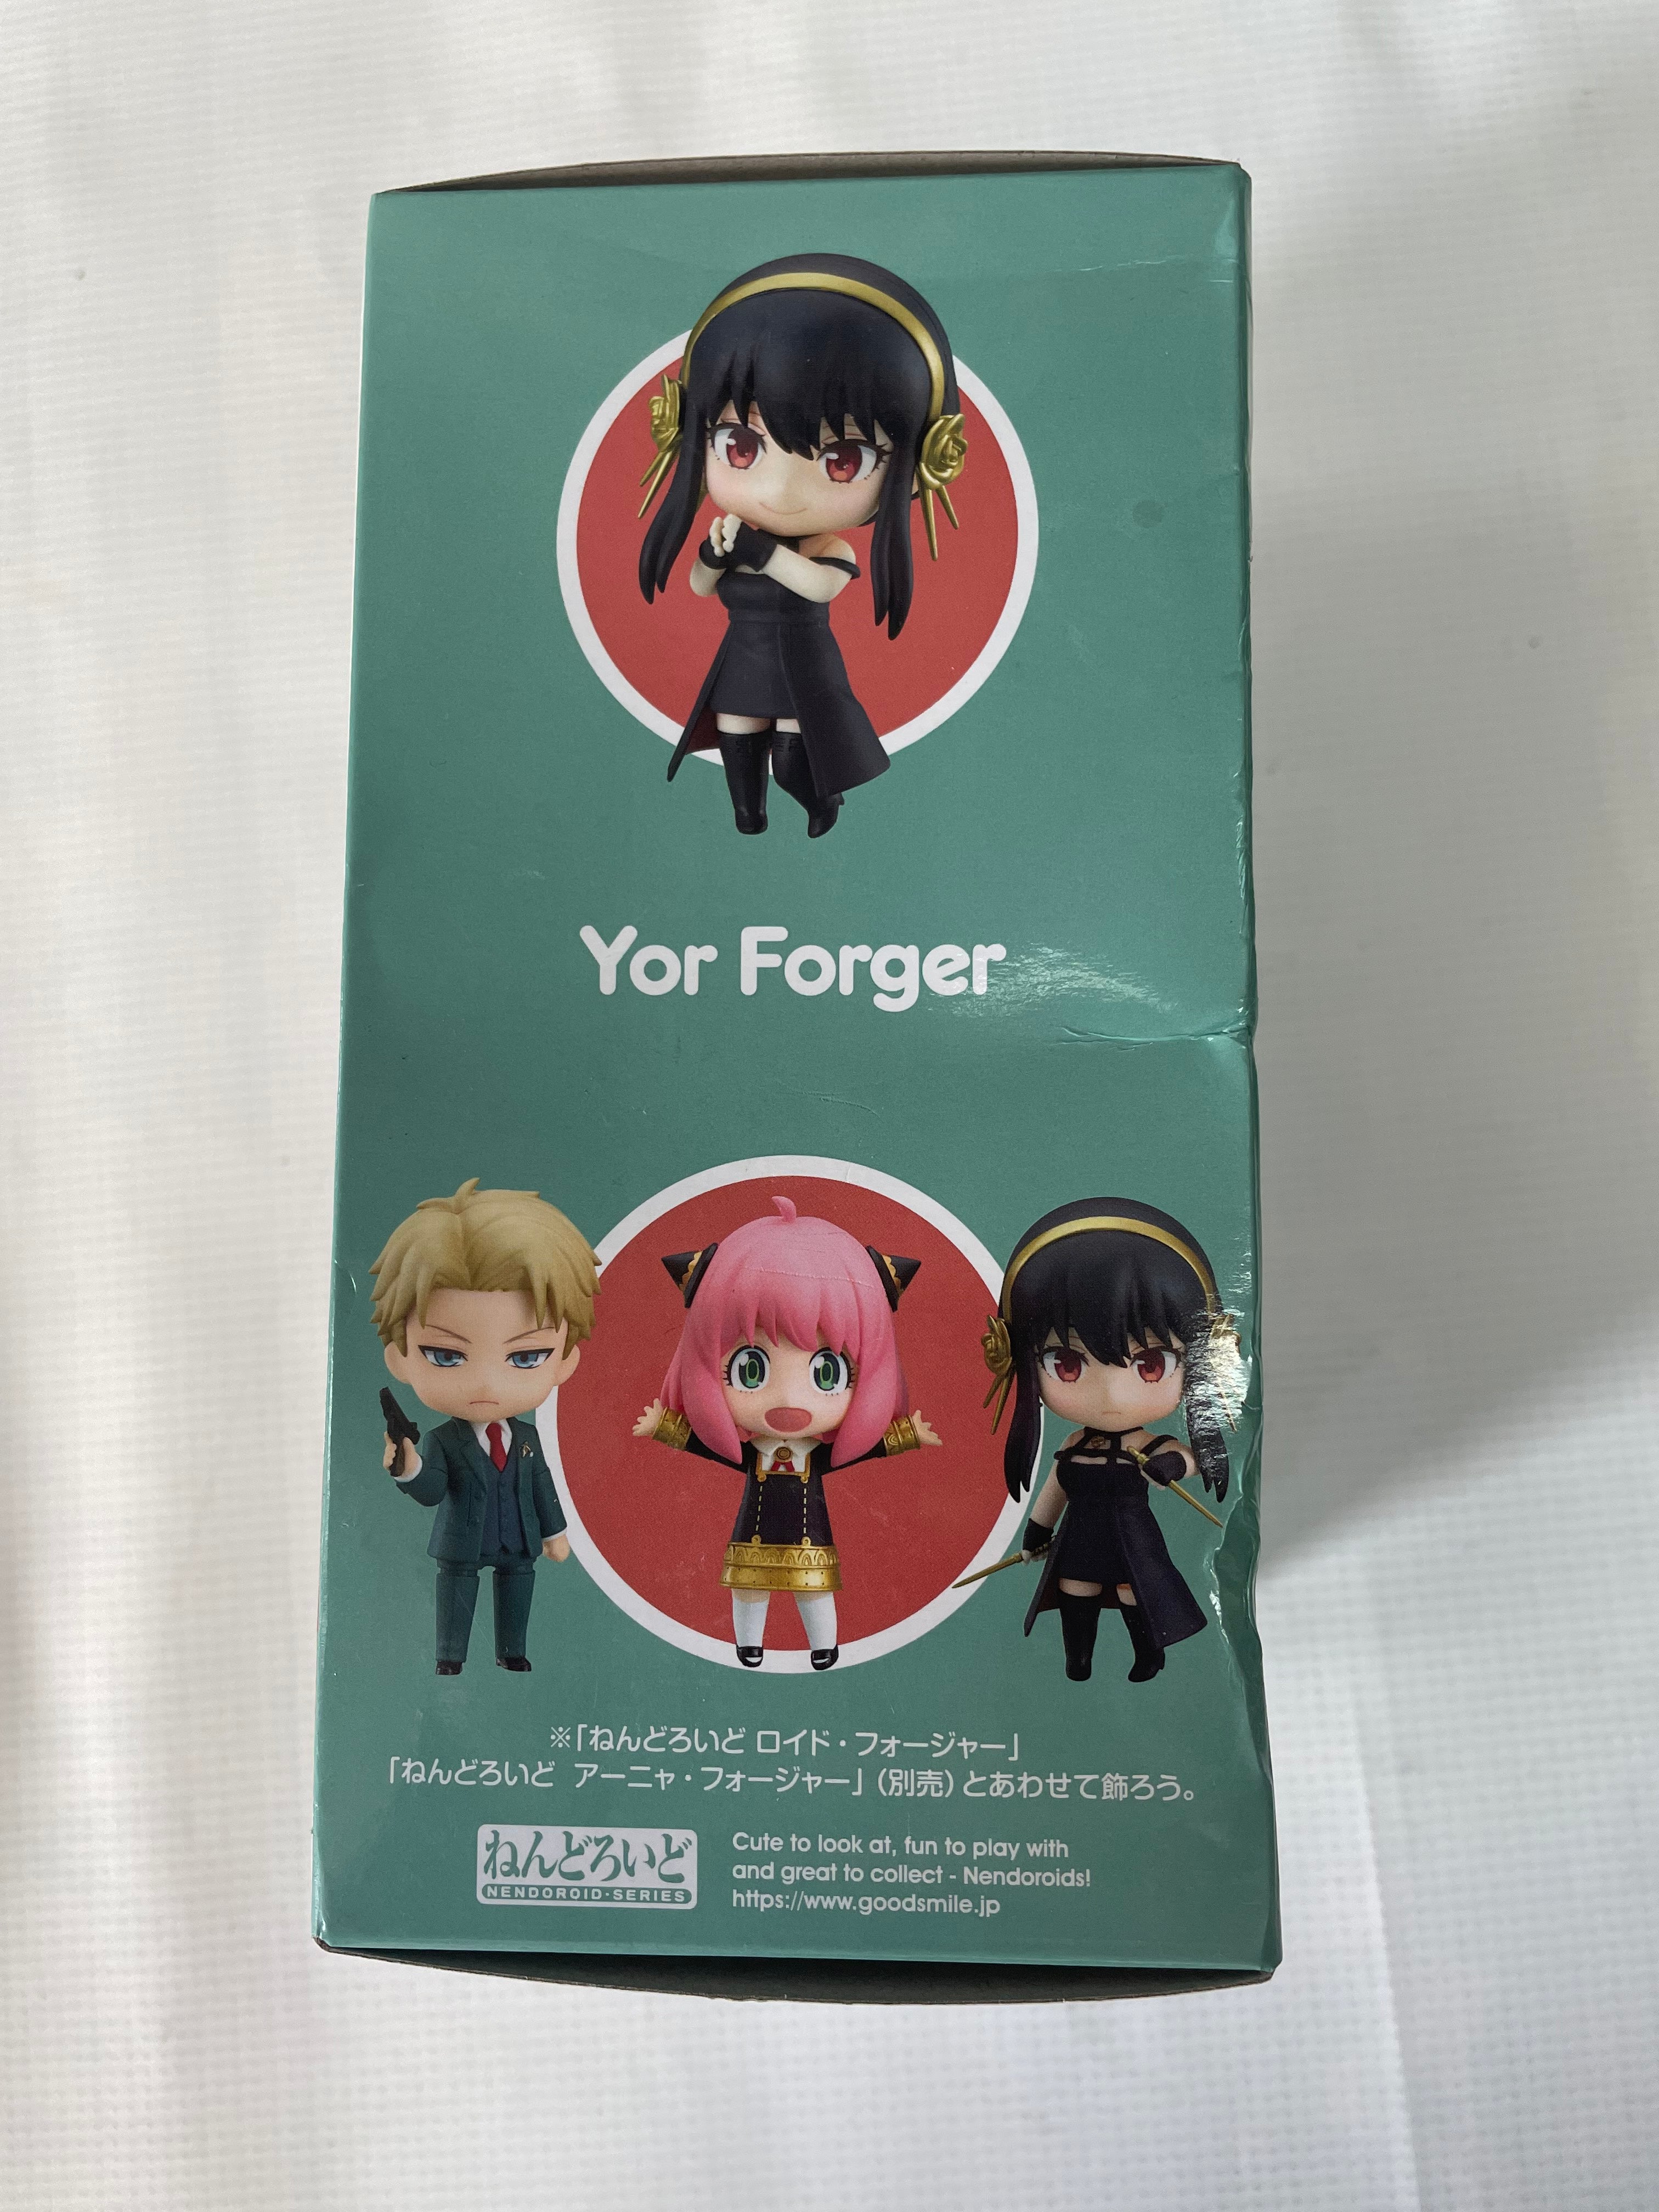 Yor Forger
※「ねんどろいど ロイド・フォージャー」
「ねんどろいど アーニャ・フォージャー」(別売)とあわせて飾ろう。
ねんどろいど
NENDOROID・SERIES
Cute to look at, fun to play with
and great to collect - Nendoroids!
https://www.goodsmile.jp